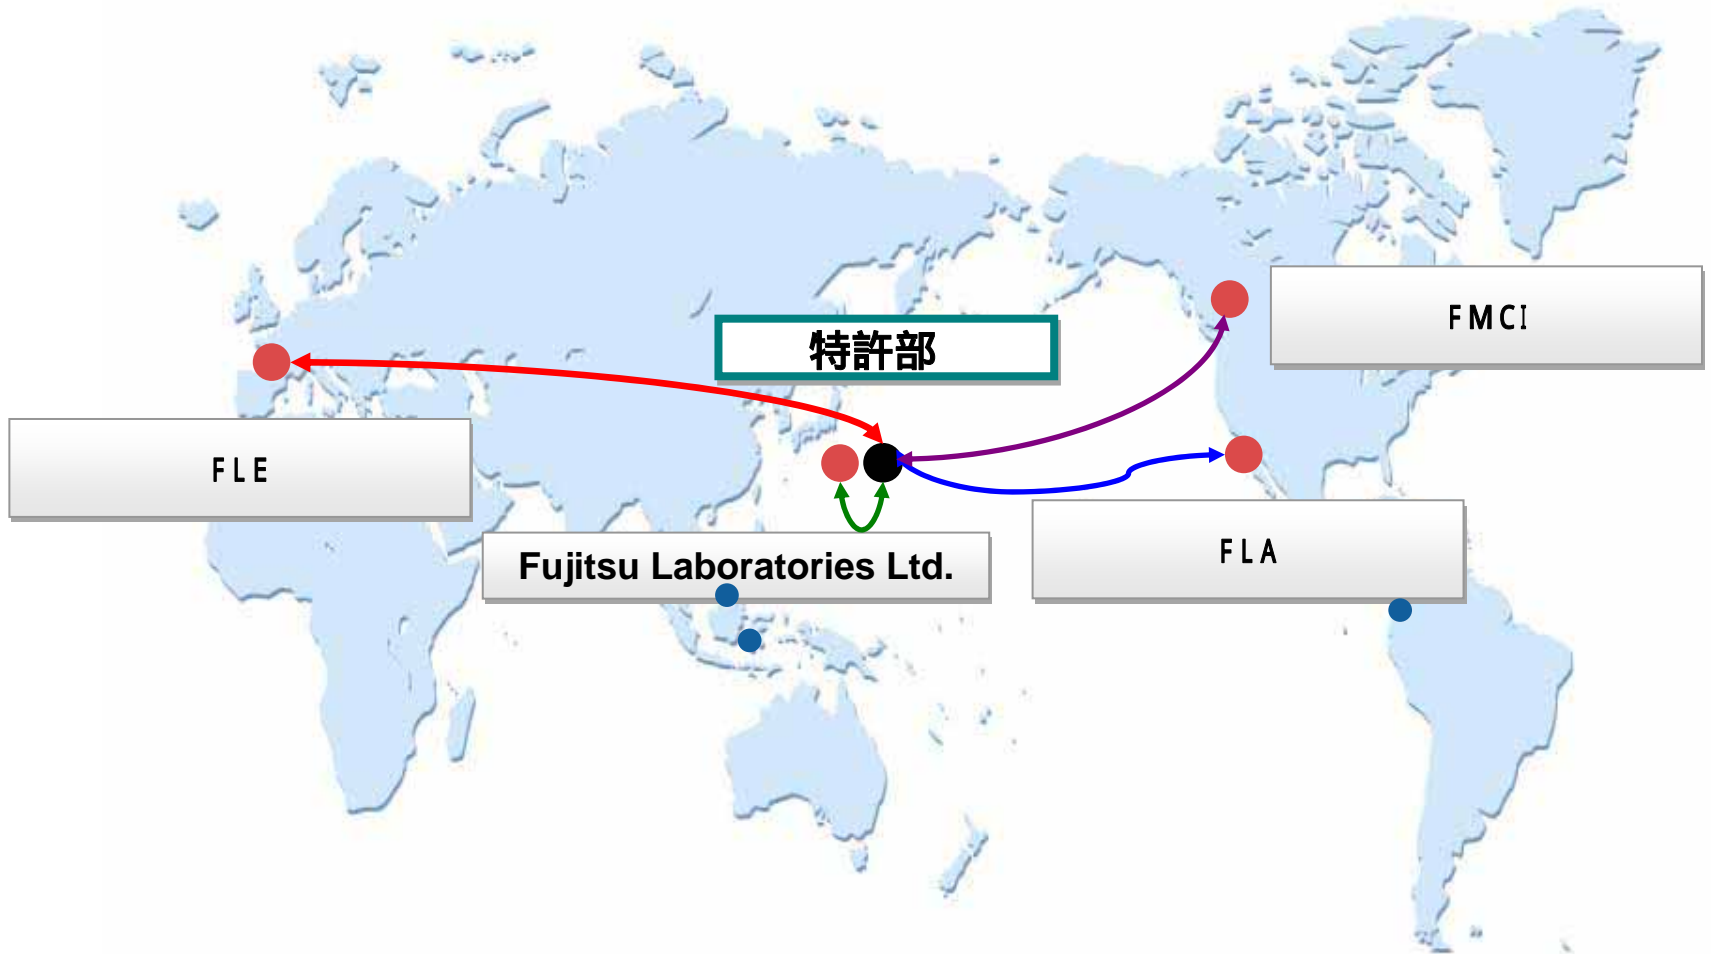 FMCI
特許部
FLE
Fujitsu Laboratories Ltd.
FLA